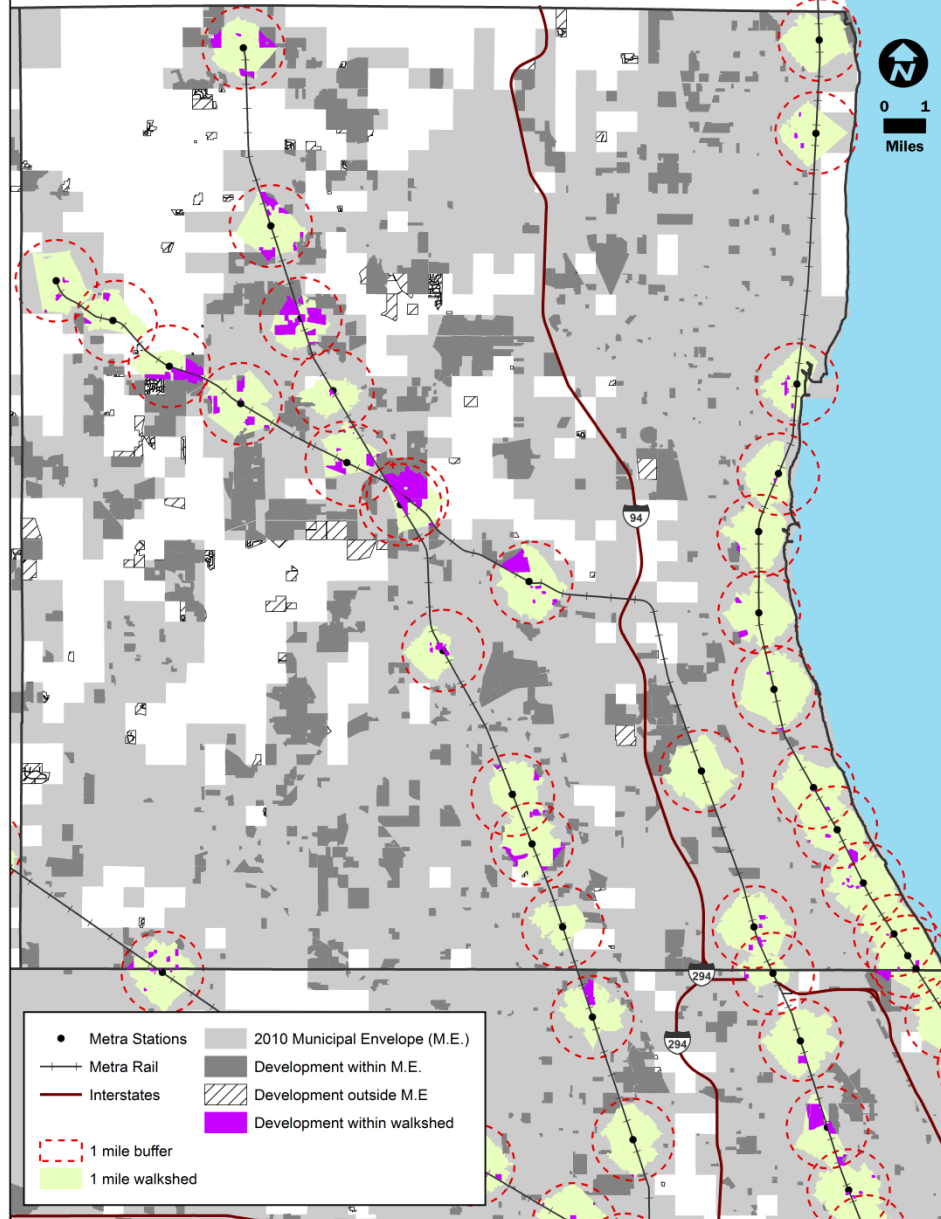 N
0 1
Miles
94
294
294
Metra Stations
Metra Rail
Interstates
1 mile buffer
1 mile walkshed
2010 Municipal Envelope (M.E.)
Development within M.E.
Development outside M.E
Development within walkshed